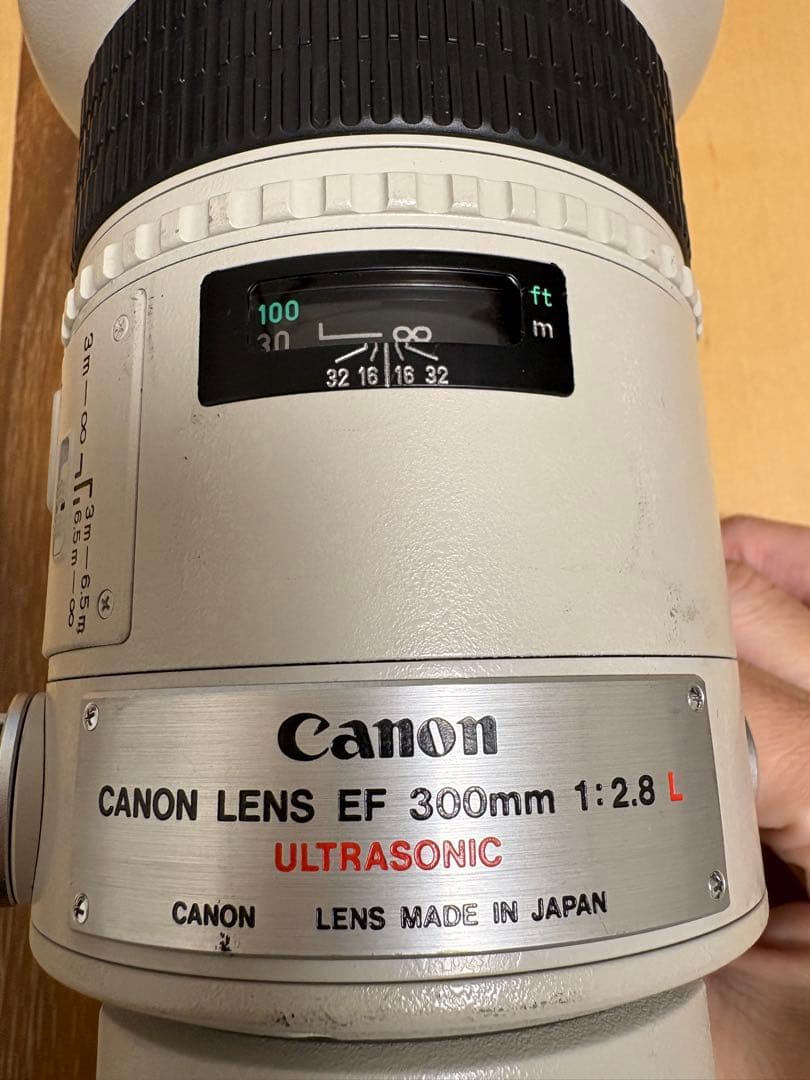 100 ft
30 ∞ m
32 16 16 32
3m—∞
3m—6.5m
6.5m—∞
Canon
CANON LENS EF 300mm 1:2.8 L
ULTRASONIC
CANON LENS MADE IN JAPAN